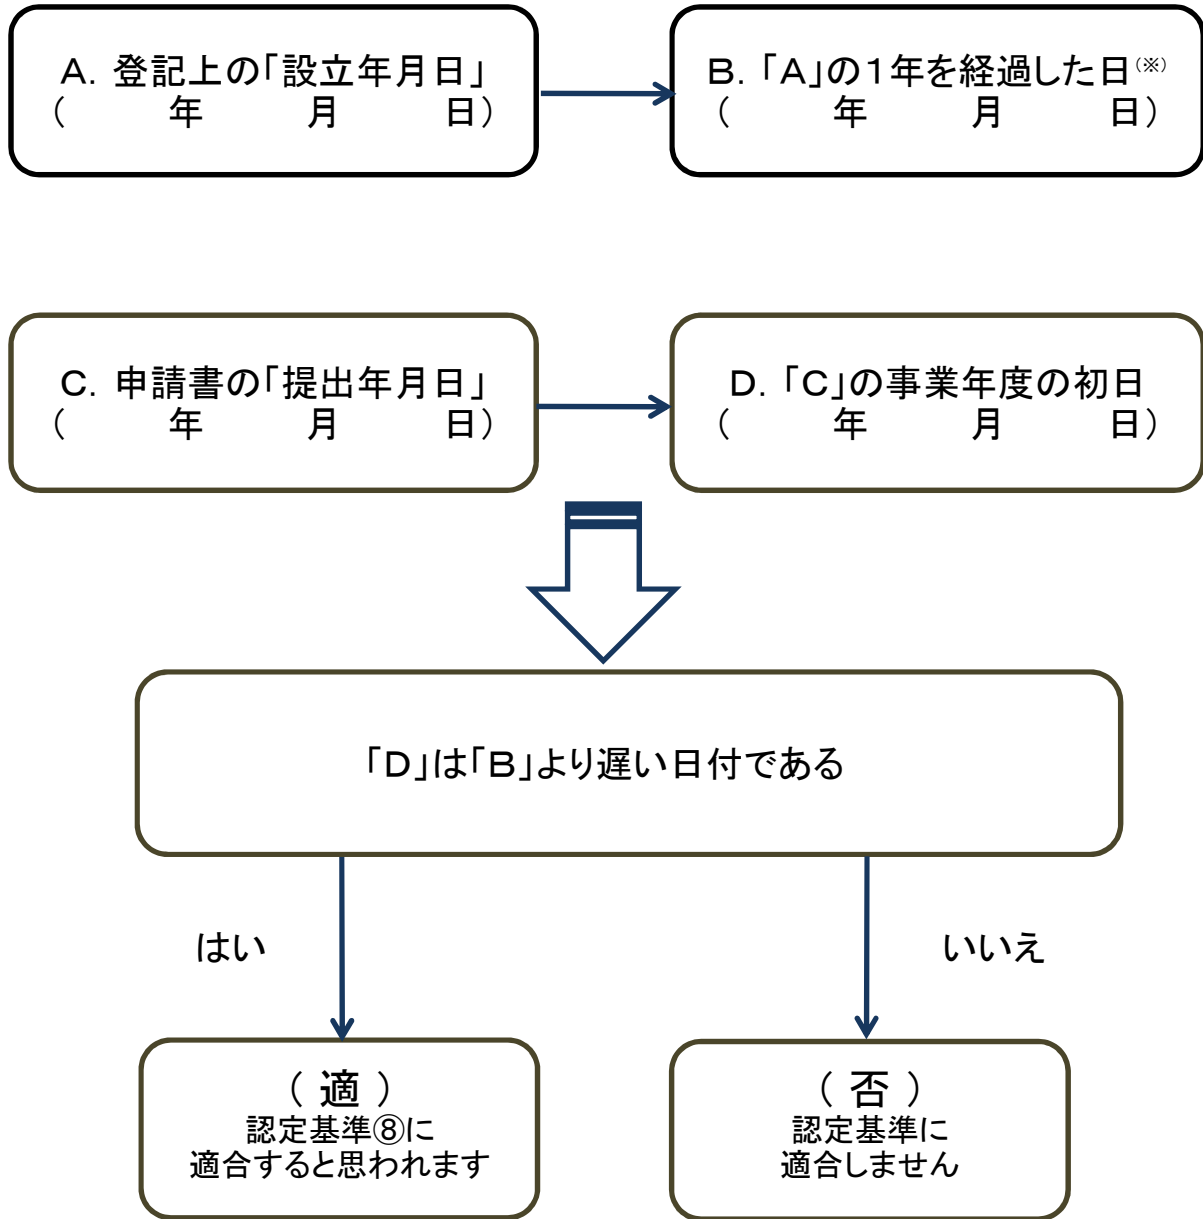 A. 登記上の「設立年月日」
(　　　年　　　月　　　日)
B. 「A」の1年を経過した日(※)
(　　　年　　　月　　　日)
C. 申請書の「提出年月日」
(　　　年　　　月　　　日)
D. 「C」の事業年度の初日
(　　　年　　　月　　　日)
「D」は「B」より遅い日付である
はい
いいえ
( 適 )
認定基準⑧に
適合すると思われます
( 否 )
認定基準に
適合しません